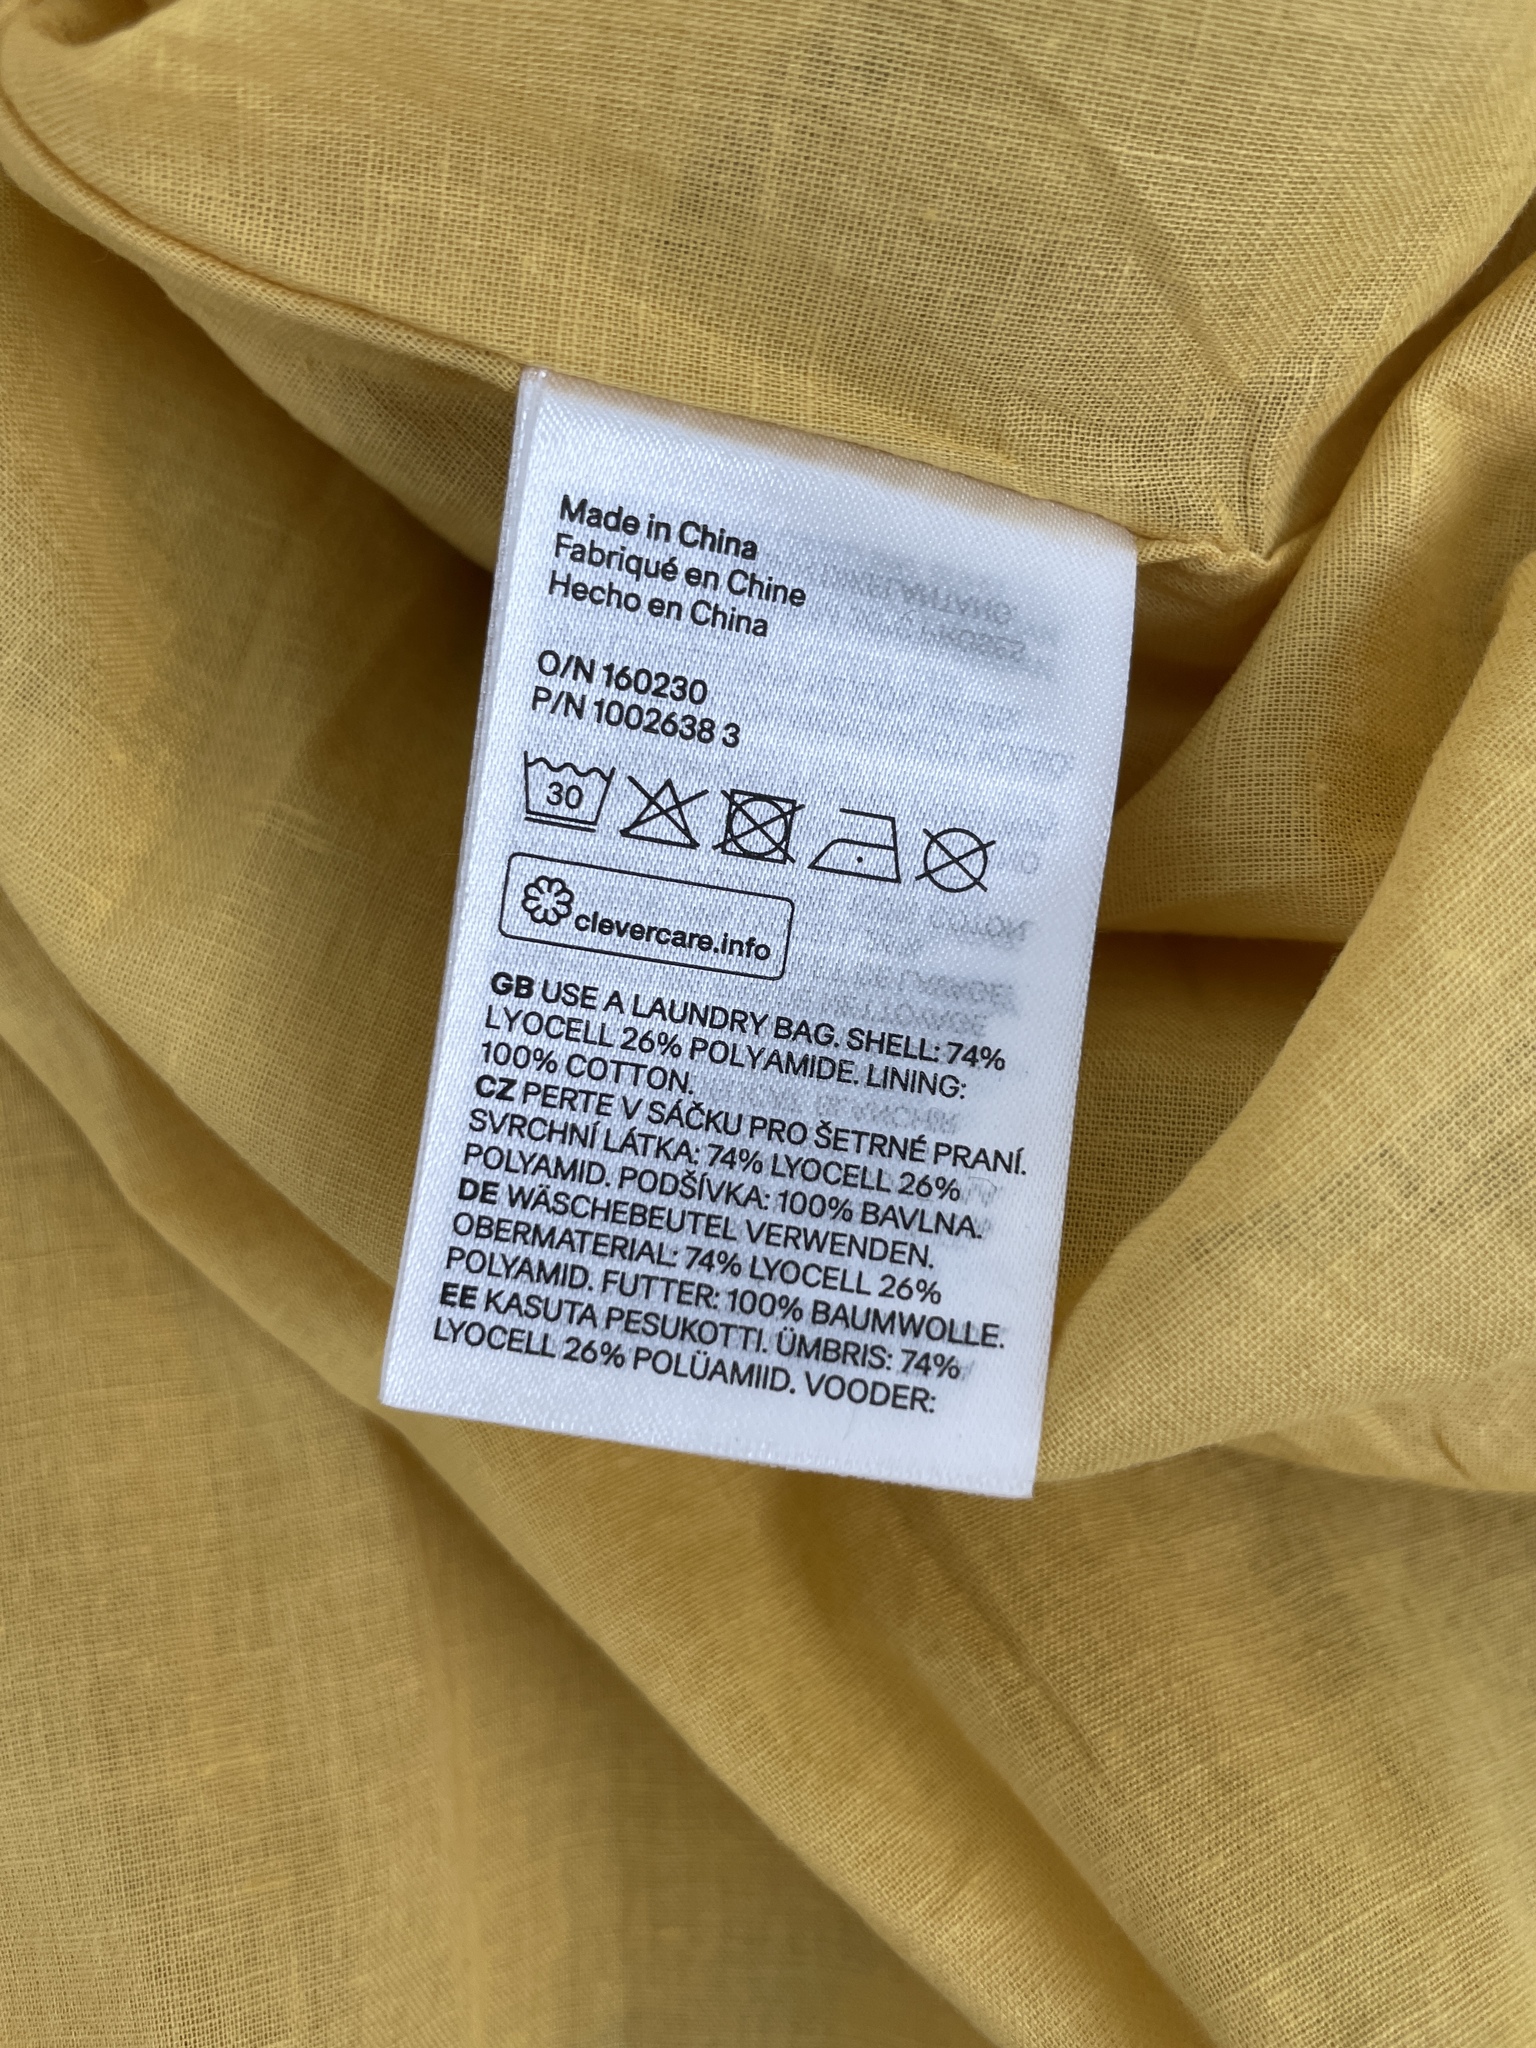 Made in China
Fabriqué en Chine
Hecho en China
O/N 160230
P/N 1002638 3
30
clevercare.info
GB USE A LAUNDRY BAG. SHELL: 74%
LYOCELL 26% POLYAMIDE. LINING:
100% COTTON.
CZ PERTE V SÁČKU PRO ŠETRNÉ PRANÍ.
SVRCHNÍ LÁTKA: 74% LYOCELL 26%
POLYAMID. PODŠÍVKA: 100% BAVLNA.
DE WÄSCHEBEUTEL VERWENDEN.
OBERMATERIAL: 74% LYOCELL 26%
POLYAMID. FUTTER: 100% BAUMWOLLE.
EE KASUTA PESUKOTTI. ÜMBRIS: 74%
LYOCELL 26% POLÜAMIID. VOODER: